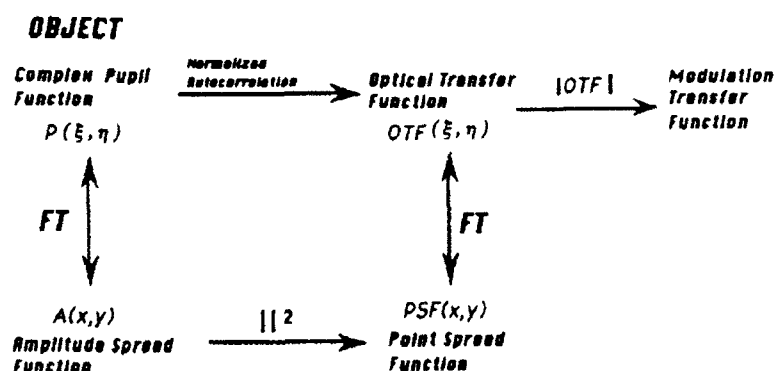 OBJECT
Complex Pupil
Function
P(ξ,η)
Normalized
Autocorrelation
Optical Transfer
Function
OTF(ξ,η)
|OTF|
Modulation
Transfer
Function
FT
FT
A(x,y)
Amplitude Spread
Function
||²
PSF(x,y)
Point Spread
Function